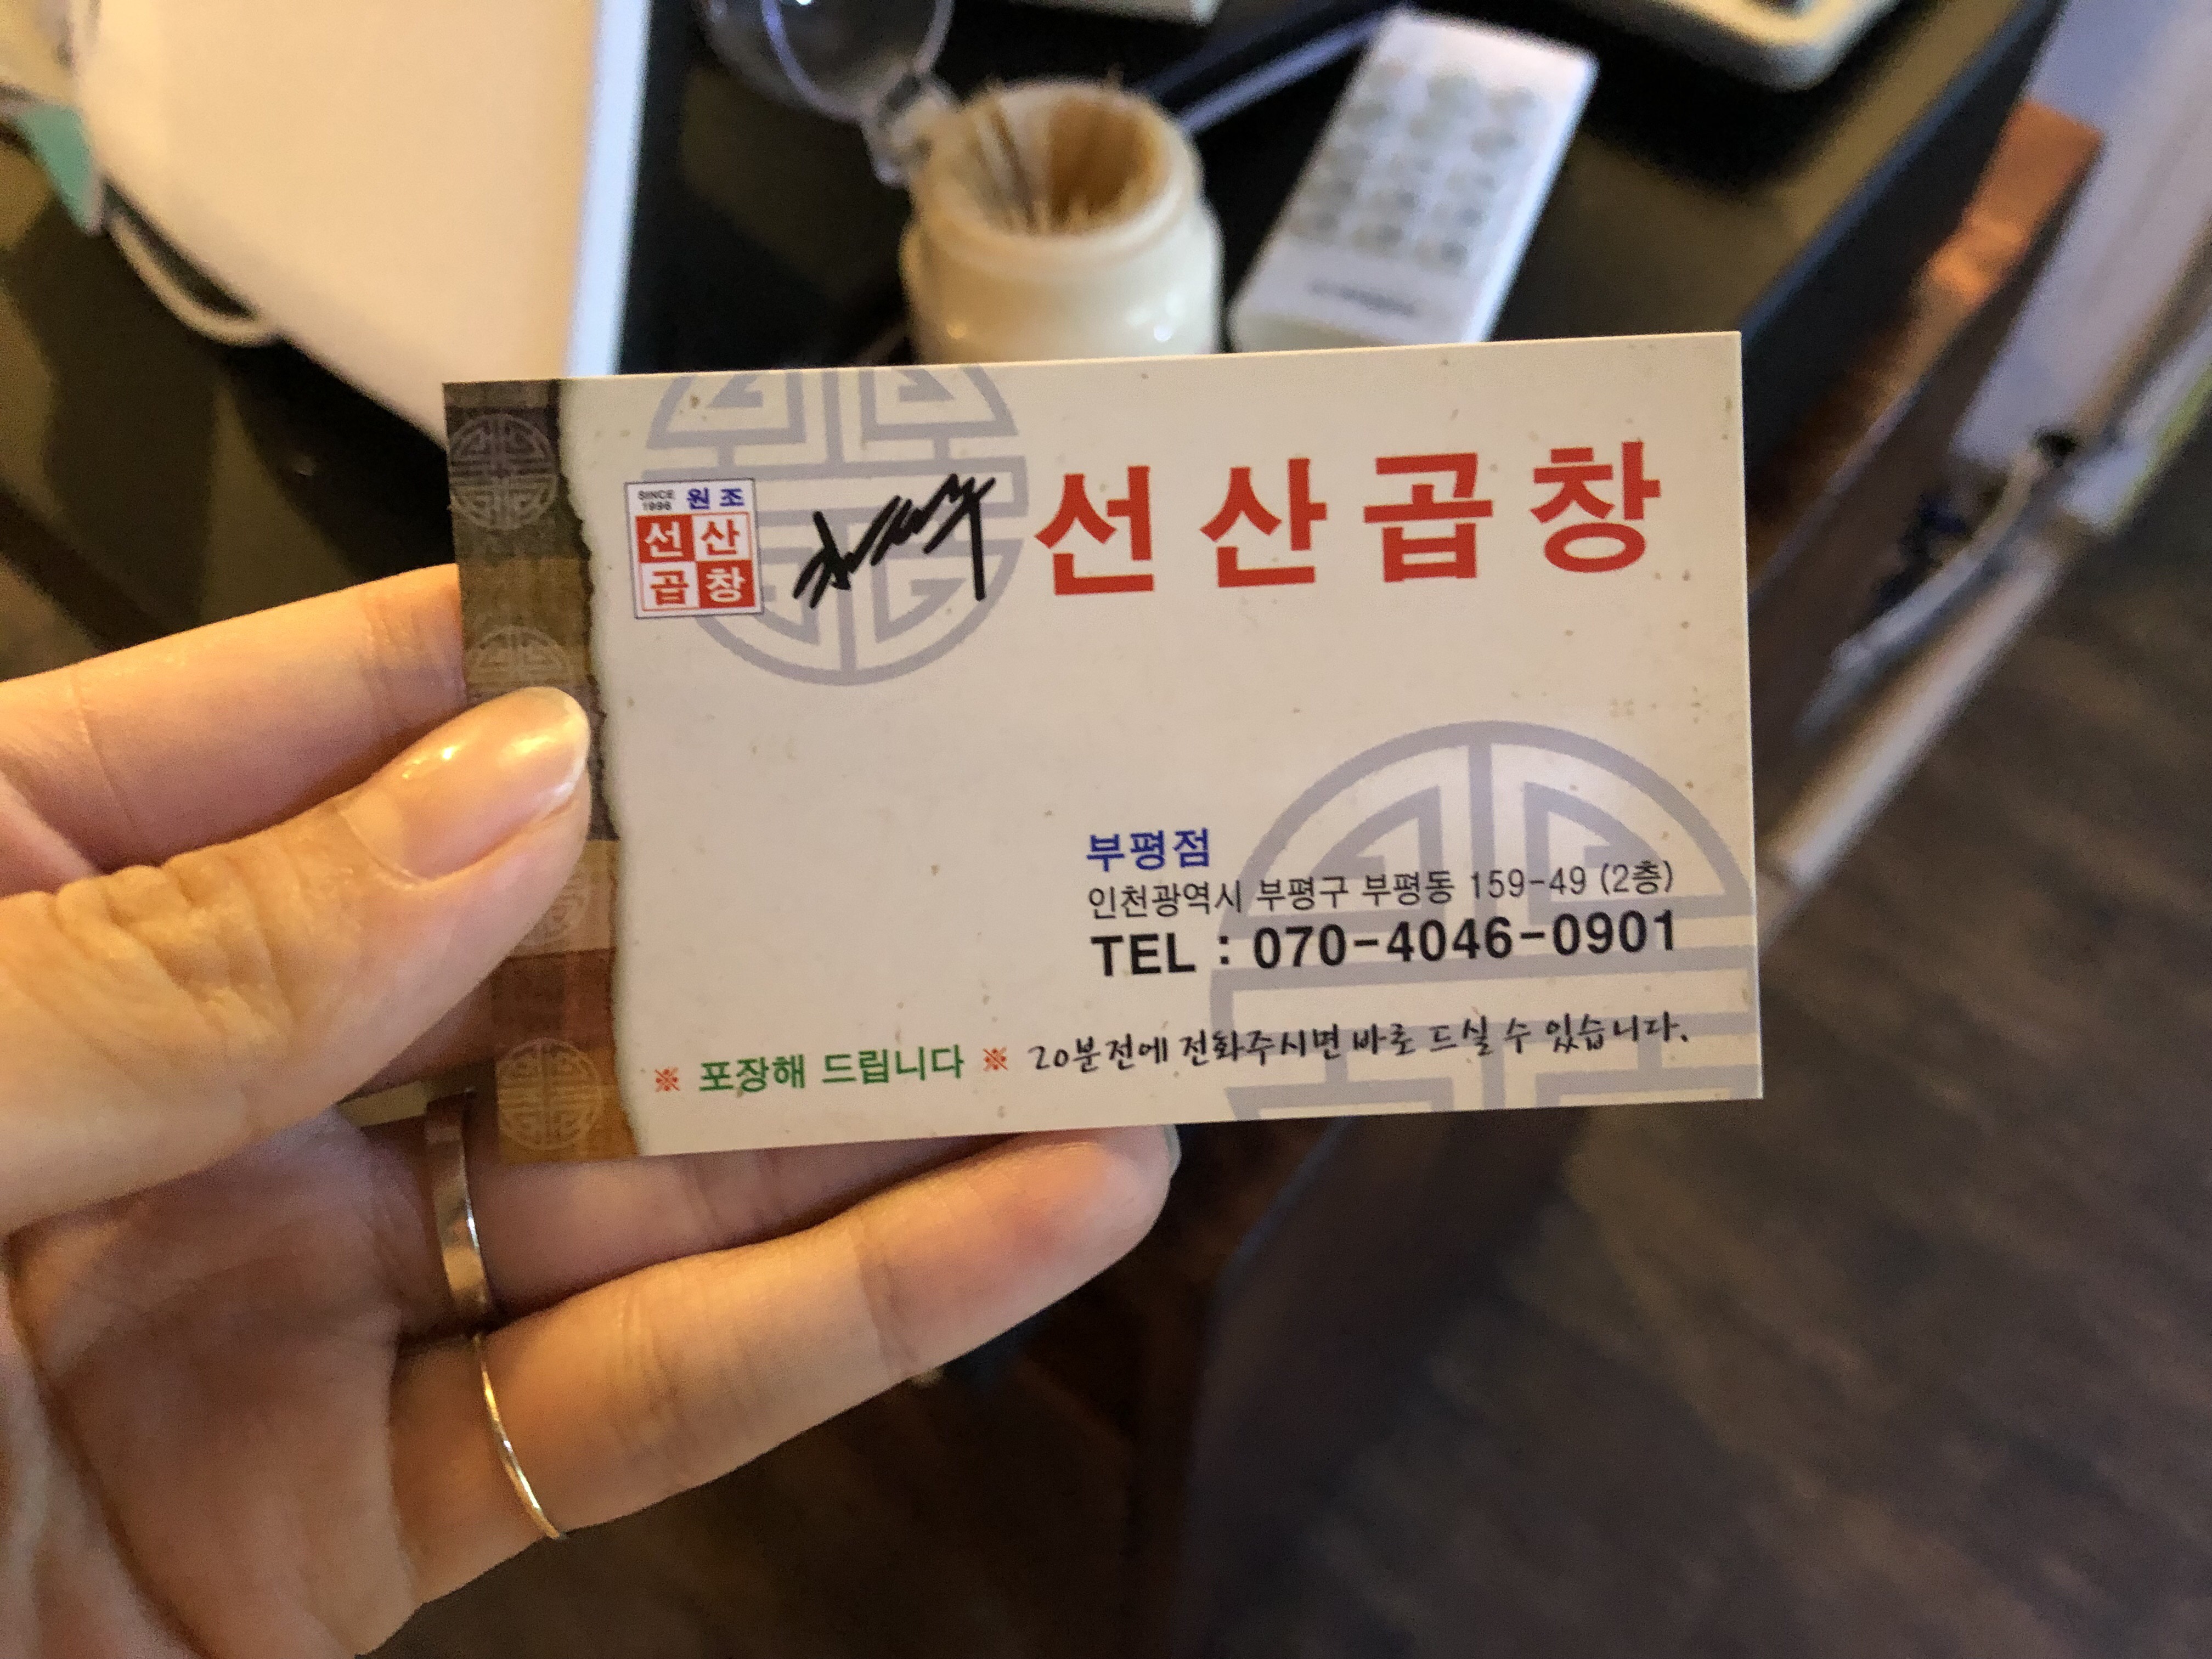 SINCE 1996
원조
선산
곱창
선산곱창
부평점
인천광역시 부평구 부평동 159-49 (2층)
TEL : 070-4046-0901
※ 포장해 드립니다 ※ 20분전에 전화주시면 바로 드실 수 있습니다.